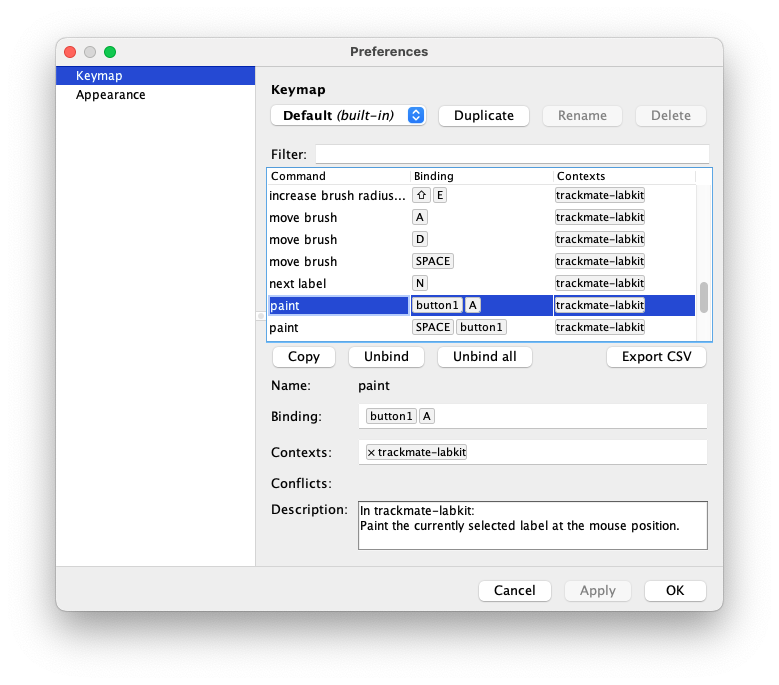 Preferences
Keymap
Appearance
Keymap
Default (built-in) Duplicate Rename Delete
Filter:
Command Binding Contexts
increase brush radius... ⇧ E trackmate-labkit
move brush A trackmate-labkit
move brush D trackmate-labkit
move brush SPACE trackmate-labkit
next label N trackmate-labkit
paint button1 A trackmate-labkit
paint SPACE button1 trackmate-labkit
Copy Unbind Unbind all Export CSV
Name: paint
Binding: button1 A
Contexts: × trackmate-labkit
Conflicts:
Description: In trackmate-labkit:
Paint the currently selected label at the mouse position.
Cancel Apply OK